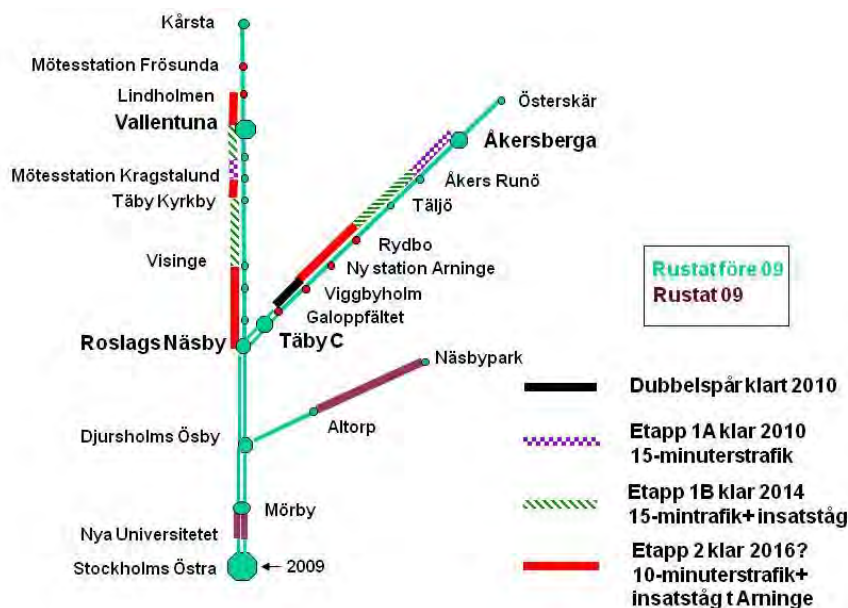 Kårsta
Mötesstation Frösunda
Lindholmen
Vallentuna
Mötesstation Kragstalund
Täby Kyrkby
Visinge
Roslags Näsby
Djursholms Ösby
Nya Universitetet
Stockholms Östra
← 2009
Mörby
Altorp
Näsbypark
Täby C
Galoppfältet
Viggbyholm
Ny station Arninge
Rydbo
Täljö
Åkers Runö
Åkersberga
Österskär
Rustat före 09
Rustat 09
Dubbelspår klart 2010
Etapp 1A klar 2010
15-minuterstrafik
Etapp 1B klar 2014
15-mintrafik+ insatståg
Etapp 2 klar 2016?
10-minuterstrafik+
insatståg t Arninge